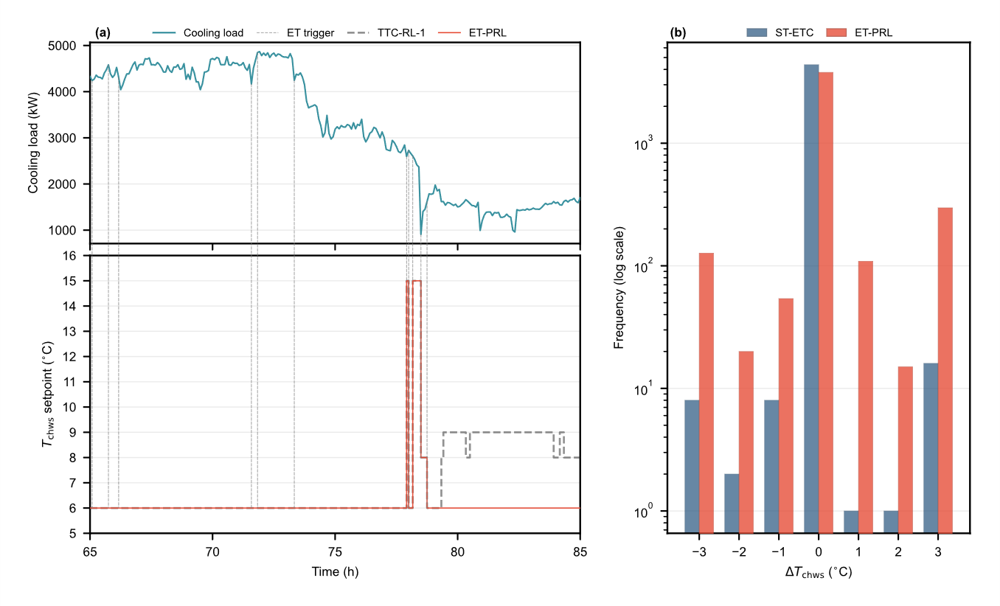 (a)
Cooling load
ET trigger
TTC-RL-1
ET-PRL
5000
4000
3000
2000
1000
Cooling load (kW)
16
15
14
13
12
11
10
9
8
7
6
5
T_chws setpoint (°C)
65
70
75
80
85
Time (h)
(b)
ST-ETC
ET-PRL
10^3
10^2
10^1
10^0
Frequency (log scale)
−3
−2
−1
0
1
2
3
ΔT_chws (°C)